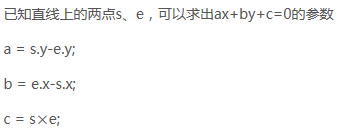 已知直线上的两点s、e，可以求出ax+by+c=0的参数
a = s.y-e.y;
b = e.x-s.x;
c = s×e;